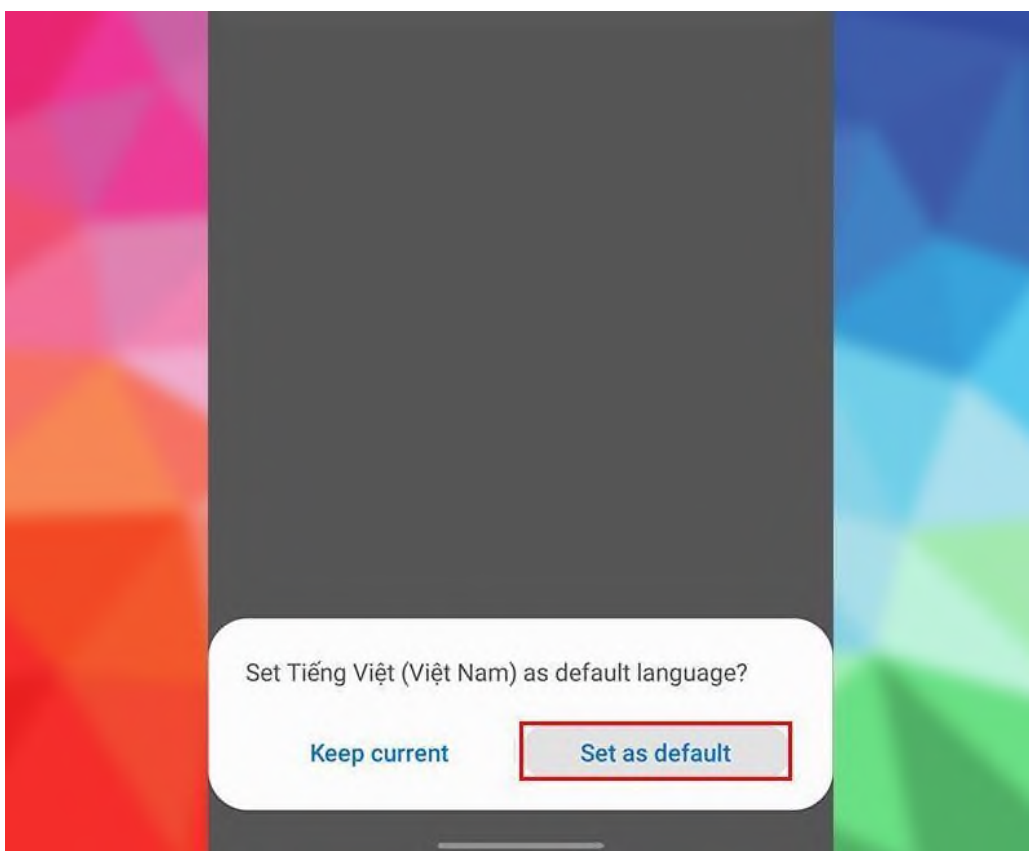 Set Tiếng Việt (Việt Nam) as default language?
Keep current
Set as default